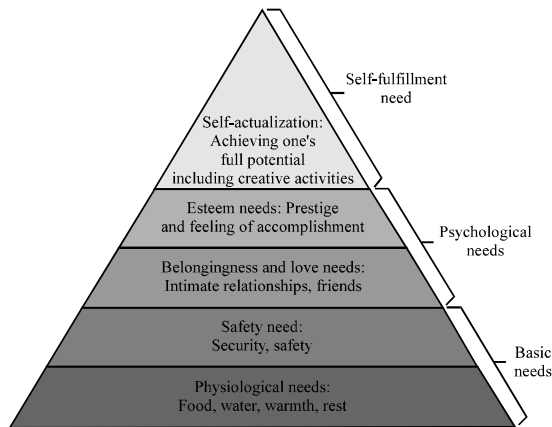 Self-fulfillment
need
Self-actualization:
Achieving one's
full potential
including creative activities
Esteem needs: Prestige
and feeling of accomplishment
Psychological
needs
Belongingness and love needs:
Intimate relationships, friends
Safety need:
Security, safety
Basic
needs
Physiological needs:
Food, water, warmth, rest